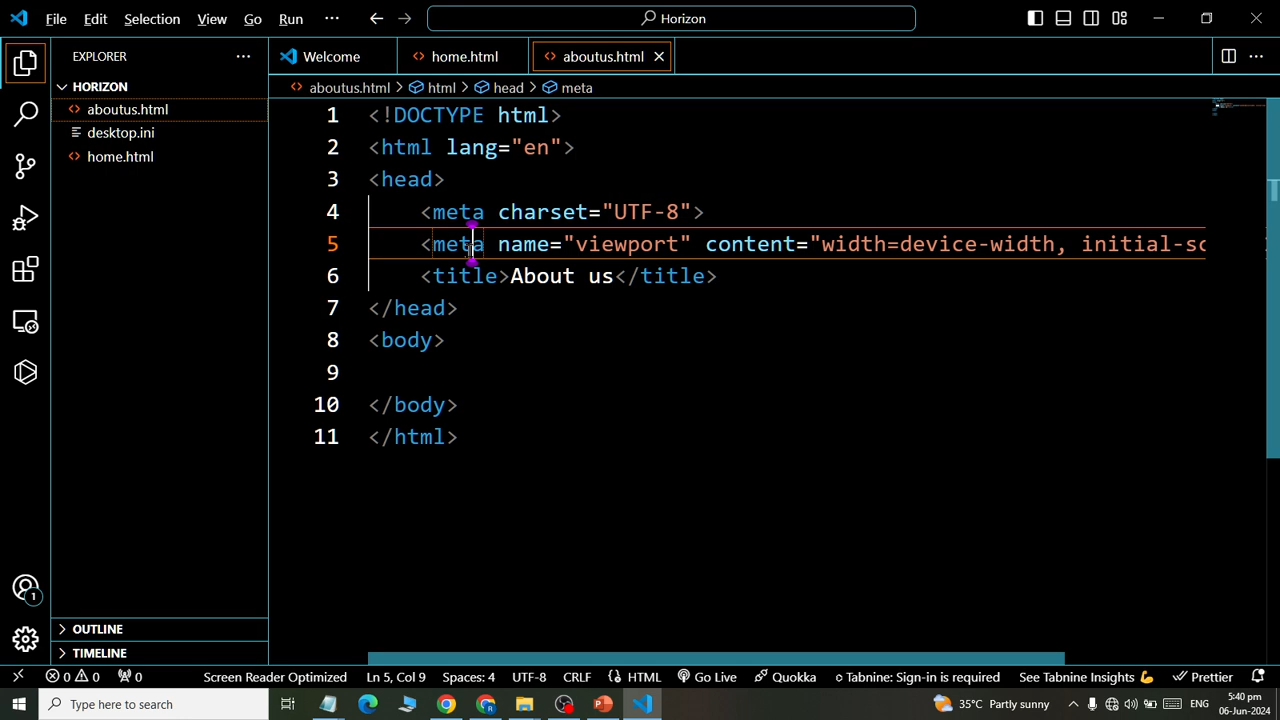 File Edit Selection View Go Run ··· Horizon
EXPLORER ···
Welcome home.html aboutus.html
HORIZON
aboutus.html
desktop.ini
home.html
aboutus.html > html > head > meta
1 <!DOCTYPE html>
2 <html lang="en">
3 <head>
4 <meta charset="UTF-8">
5 <meta name="viewport" content="width=device-width, initial-sc
6 <title>About us</title>
7 </head>
8 <body>
9
10 </body>
11 </html>
1
OUTLINE
TIMELINE
0 0 0 Screen Reader Optimized Ln 5, Col 9 Spaces: 4 UTF-8 CRLF HTML Go Live Quokka Tabnine: Sign-in is required See Tabnine Insights Prettier
Type here to search 35°C Partly sunny 5:40 pm
06-Jun-2024